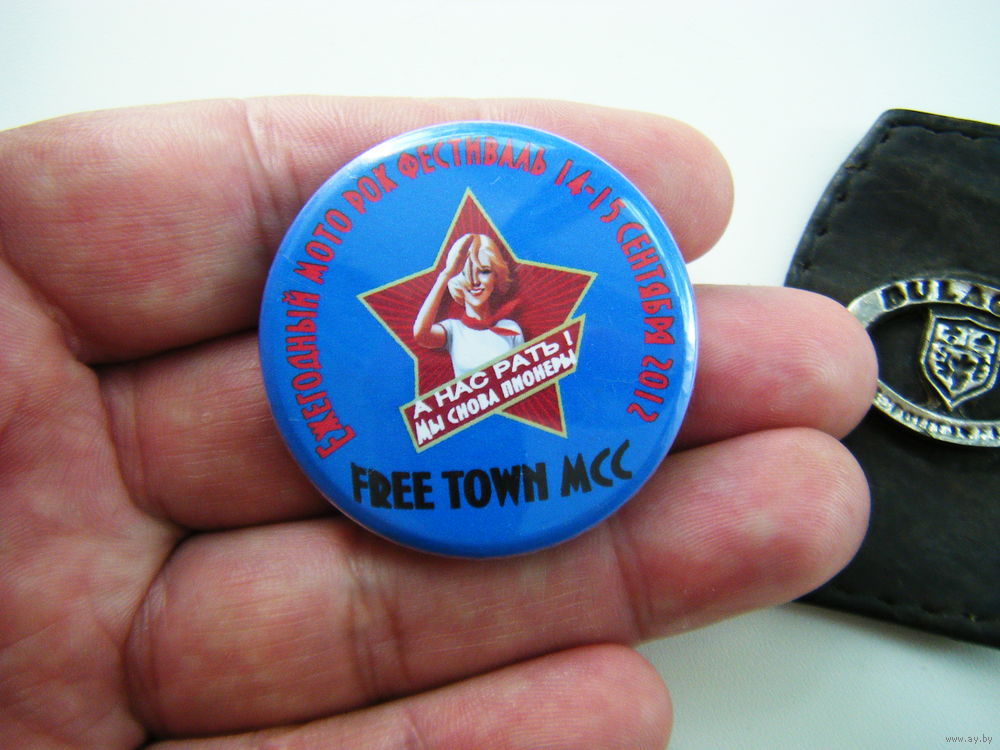 ЕЖЕГОДНЫЙ МОТО РОК ФЕСТИВАЛЬ 14-15 СЕНТЯБРЯ 2012
А НАС РАТЬ !
МЫ СНОВА ПИОНЕРЫ
FREE TOWN MCC
www.ay.by